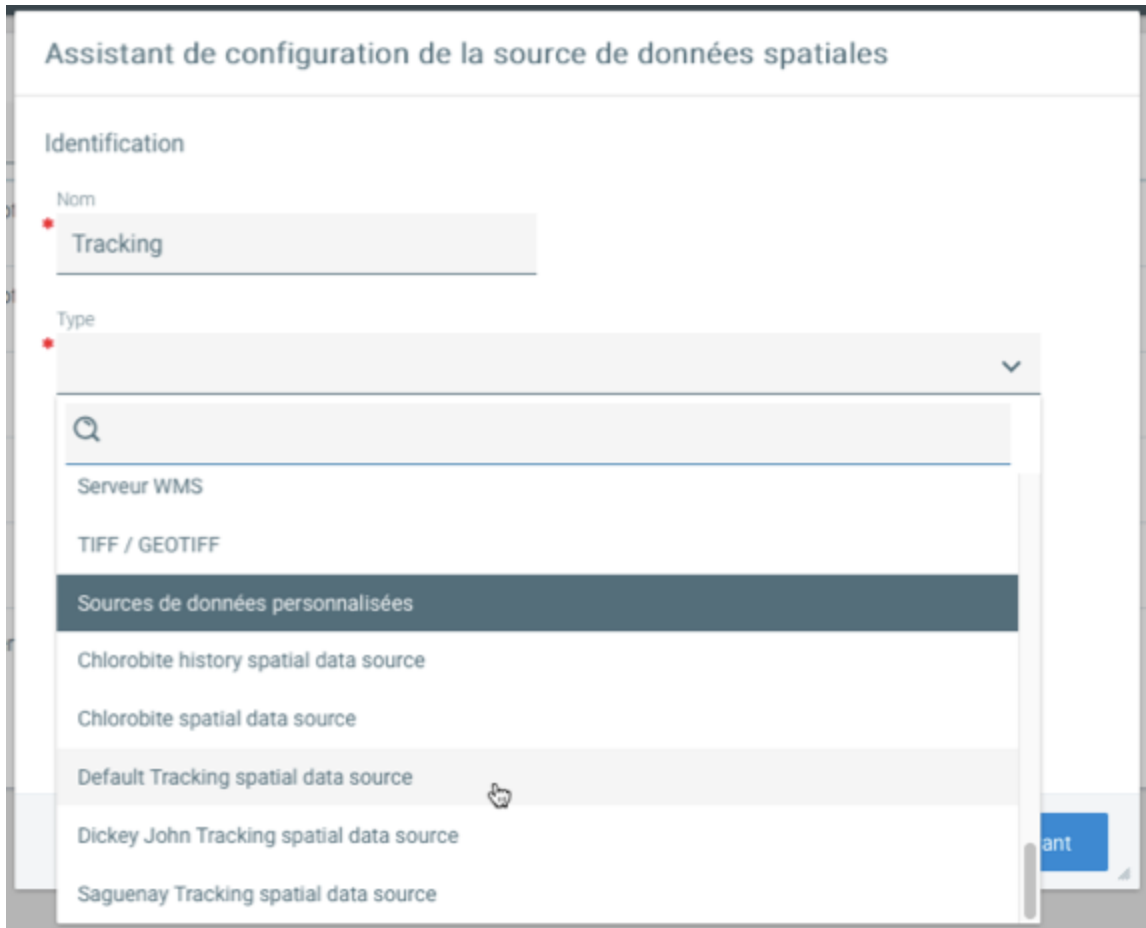 Assistant de configuration de la source de données spatiales
Identification
Nom
Tracking
Type
Serveur WMS
TIFF / GEOTIFF
Sources de données personnalisées
Chlorobite history spatial data source
Chlorobite spatial data source
Default Tracking spatial data source
Dickey John Tracking spatial data source
ant
Saguenay Tracking spatial data source